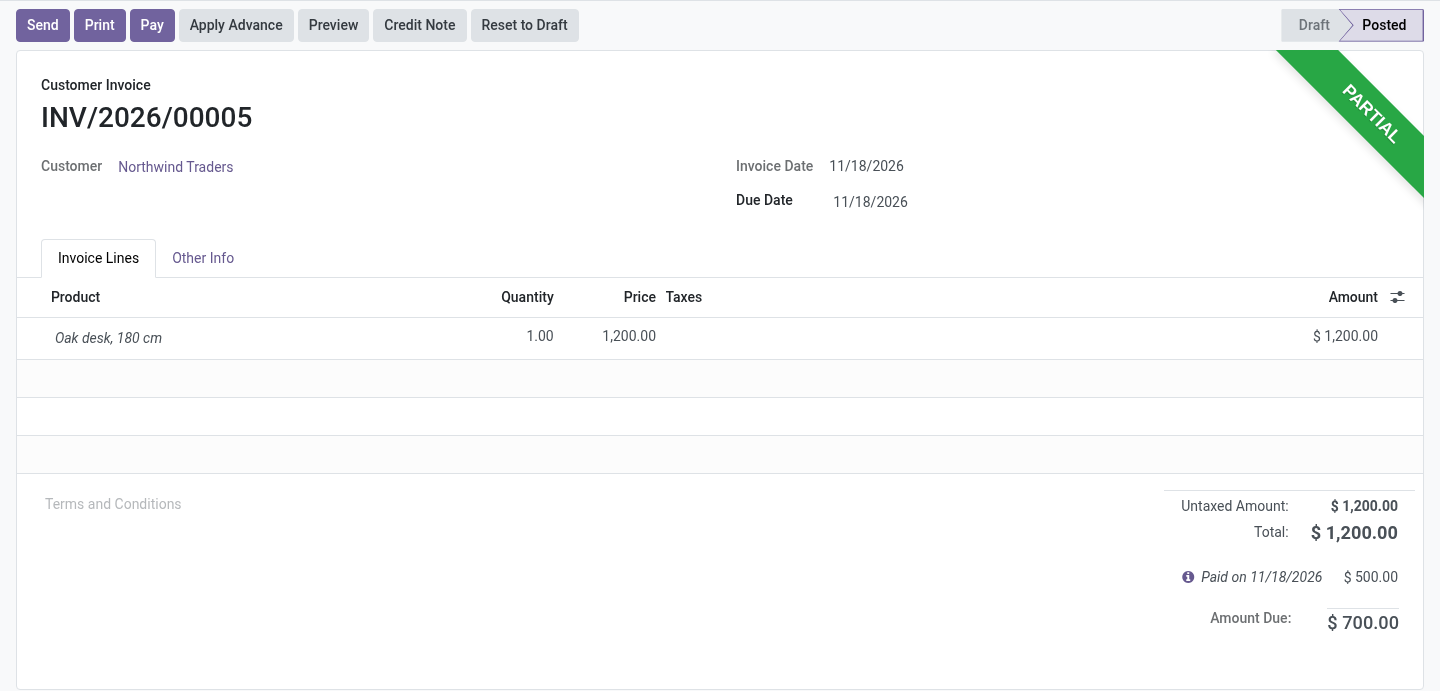 Send Print Pay Apply Advance Preview Credit Note Reset to Draft Draft Posted
PARTIAL
Customer Invoice
INV/2026/00005
Customer Northwind Traders Invoice Date 11/18/2026
Due Date 11/18/2026
Invoice Lines Other Info
Product Quantity Price Taxes Amount
Oak desk, 180 cm 1.00 1,200.00 $ 1,200.00
Terms and Conditions Untaxed Amount: $ 1,200.00
Total: $ 1,200.00
Paid on 11/18/2026 $ 500.00
Amount Due: $ 700.00